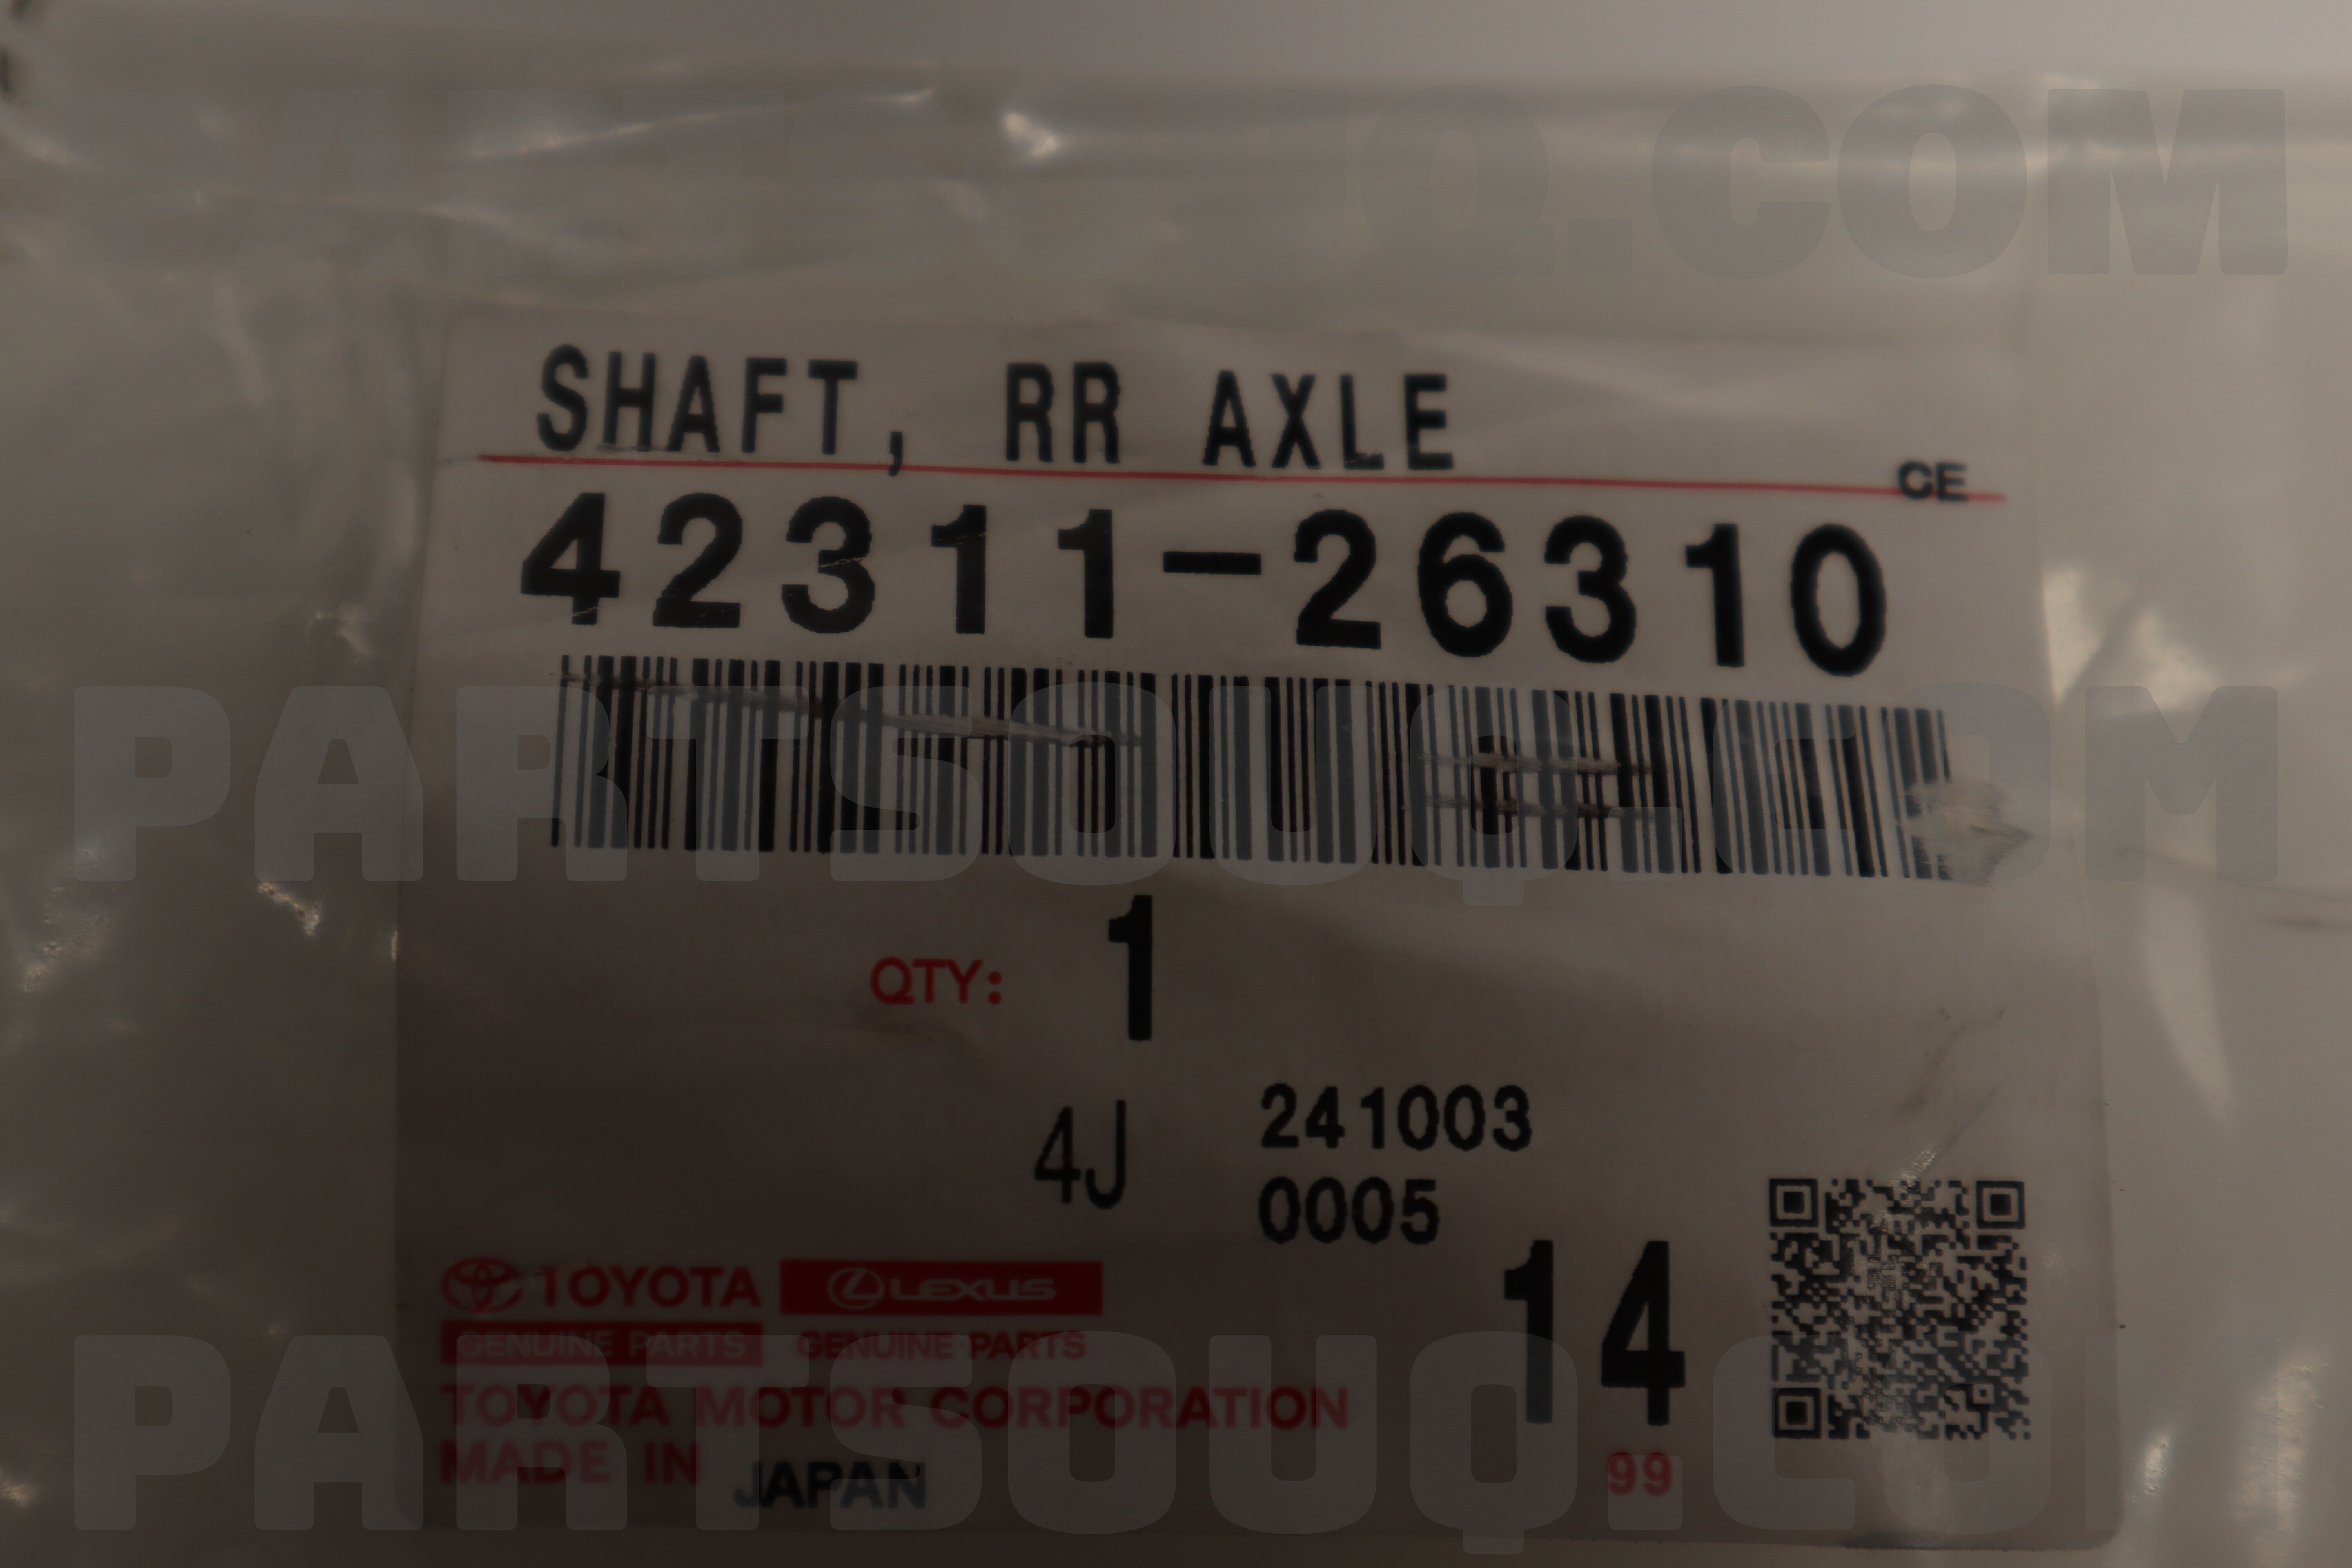 PARTSOUQ.COM
SHAFT, RR AXLE
CE
42311-26310
PARTSOUQ.COM
QTY: 1
4J 241003
0005
14
TOYOTA LEXUS
GENUINE PARTS GENUINE PARTS
TOYOTA MOTOR CORPORATION
MADE IN JAPAN
99
PARTSOUQ.COM